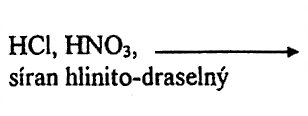 HCl, HNO₃,
síran hlinito-draselný